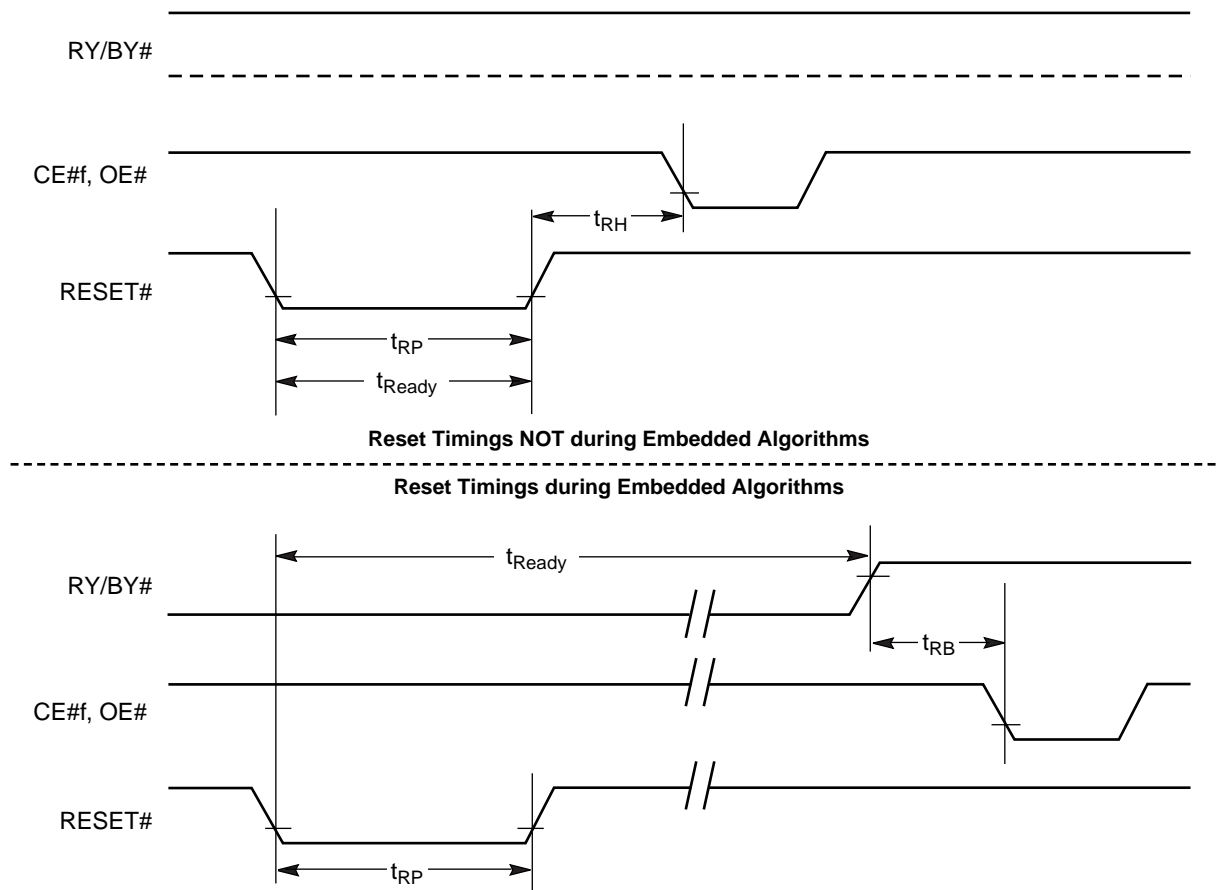 RY/BY#
CE#f, OE#
tRH
RESET#
tRP
tReady
Reset Timings NOT during Embedded Algorithms
Reset Timings during Embedded Algorithms
tReady
RY/BY#
tRB
CE#f, OE#
RESET#
tRP